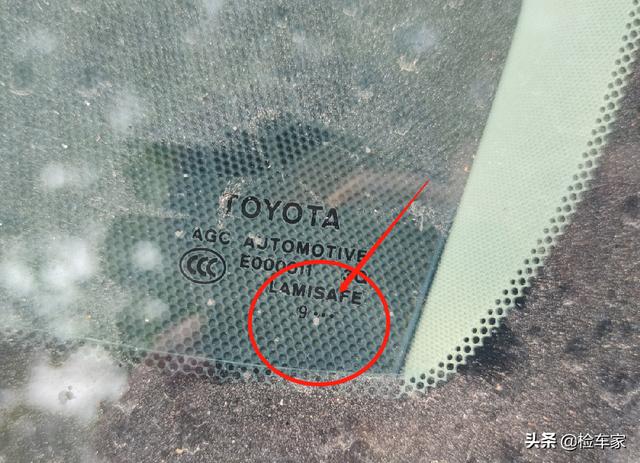 TOYOTA
AGC AUTOMOTIVE
CCC E000011
LAMISAFE
9...
头条 @检车家